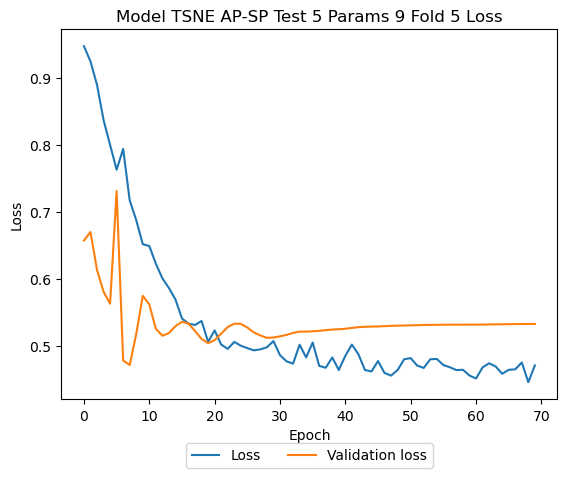 Model TSNE AP-SP Test 5 Params 9 Fold 5 Loss
0.9
0.8
0.7
0.6
0.5
Loss
0 10 20 30 40 50 60 70
Epoch
Loss Validation loss